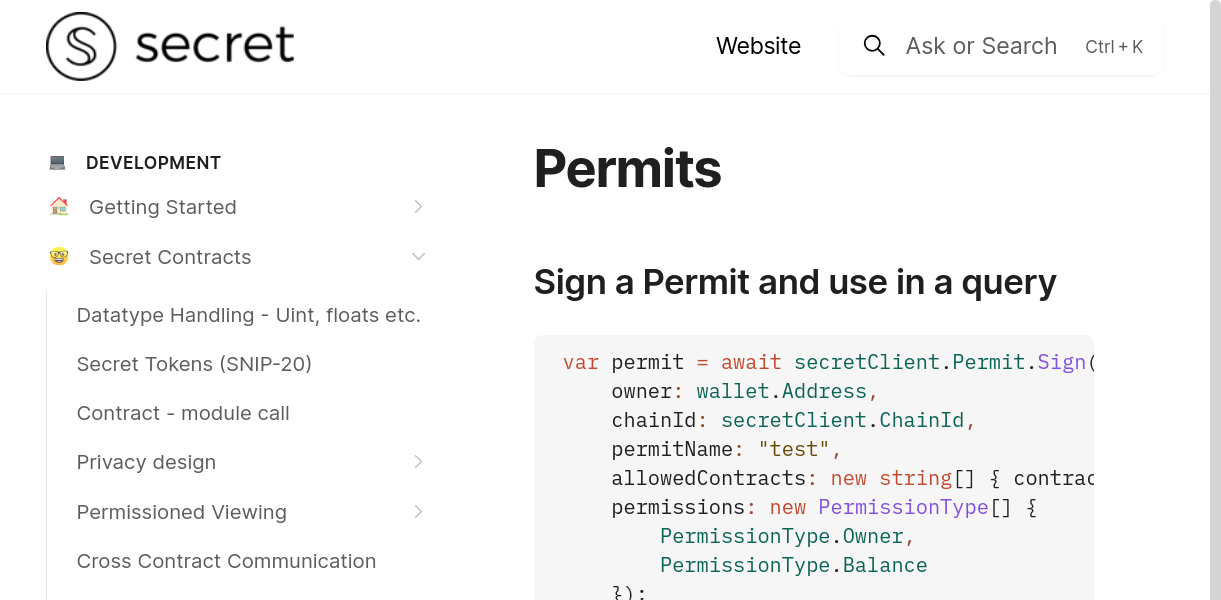 secret
Website
Ask or Search
Ctrl + K
DEVELOPMENT
Getting Started
Secret Contracts
Datatype Handling - Uint, floats etc.
Secret Tokens (SNIP-20)
Contract - module call
Privacy design
Permissioned Viewing
Cross Contract Communication
Permits
Sign a Permit and use in a query
var permit = await secretClient.Permit.Sign(
    owner: wallet.Address,
    chainId: secretClient.ChainId,
    permitName: "test",
    allowedContracts: new string[] { contrac
    permissions: new PermissionType[] {
        PermissionType.Owner,
        PermissionType.Balance
    });